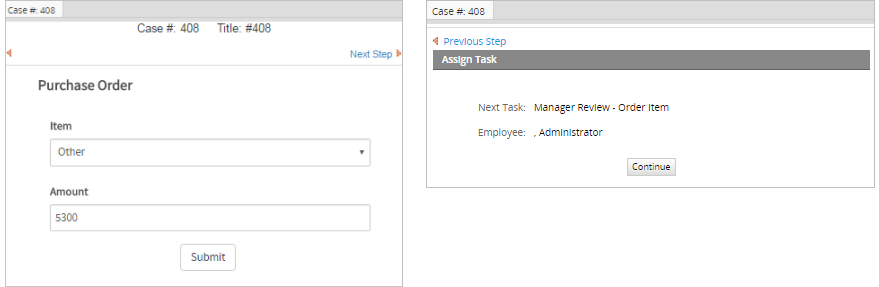 Case #: 408
Case #: 408 Title: #408
Next Step
Purchase Order
Item
Other
Amount
5300
Submit
Case #: 408
Previous Step
Assign Task
Next Task: Manager Review - Order Item
Employee: , Administrator
Continue